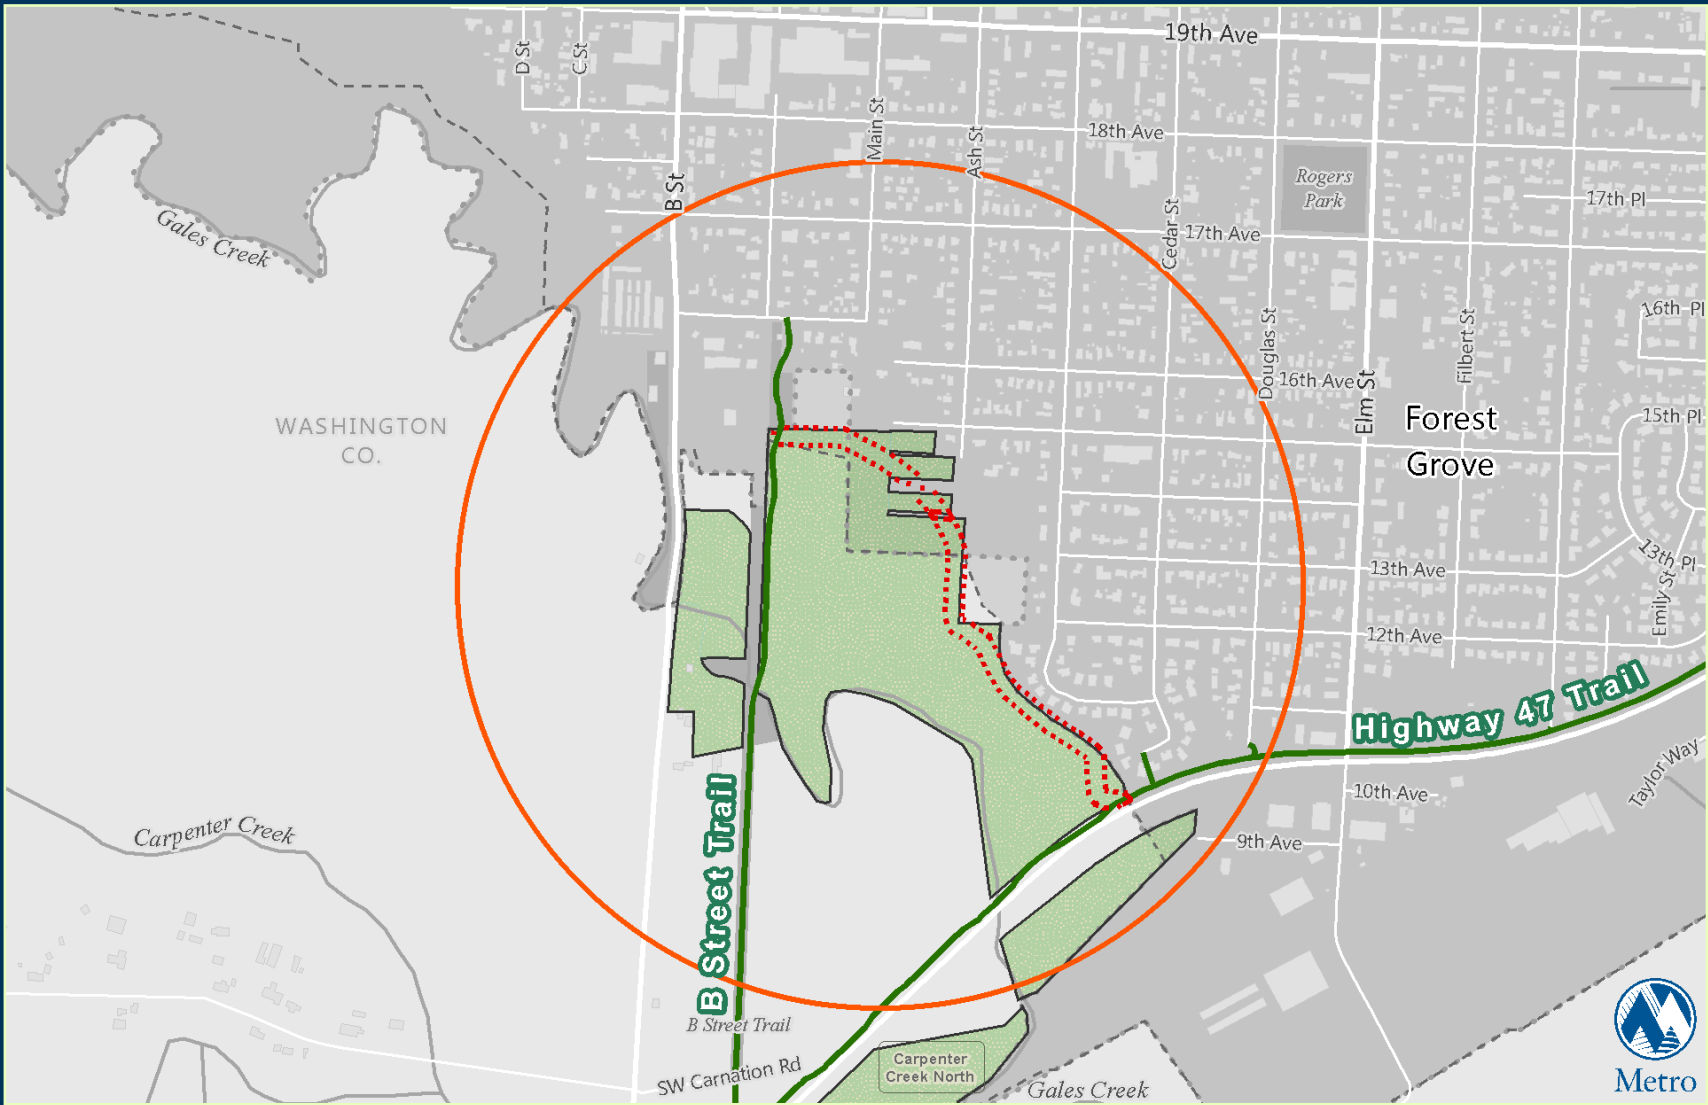 19th Ave
D St
C St
Main St
Ash St
18th Ave
B St
Rogers
Park
17th Pl
Cedar St
17th Ave
Gales Creek
16th Pl
Douglas St
Filbert St
16th Ave
Elm St
Forest
Grove
15th Pl
WASHINGTON
CO.
13th Pl
13th Ave
Emily St
12th Ave
Highway 47 Trail
Taylor Way
10th Ave
9th Ave
Carpenter Creek
B Street Trail
B Street Trail
SW Carnation Rd
Carpenter
Creek North
Gales Creek
Metro